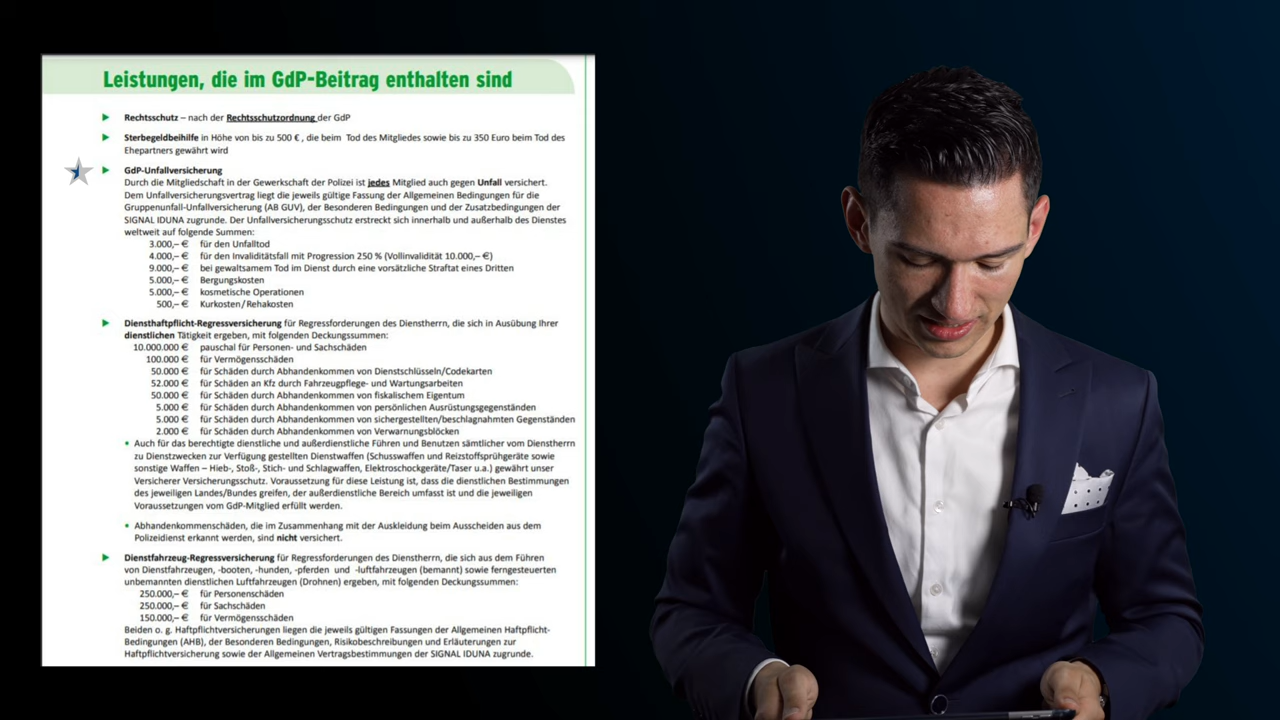 Leistungen, die im GdP-Beitrag enthalten sind
Rechtsschutz – nach der Rechtsschutzordnung der GdP
Sterbegeldbeihilfe in Höhe von bis zu 500 € , die beim Tod des Mitgliedes sowie bis zu 350 Euro beim Tod des
Ehepartners gewährt wird
GdP-Unfallversicherung
Durch die Mitgliedschaft in der Gewerkschaft der Polizei ist jedes Mitglied auch gegen Unfall versichert.
Dem Unfallversicherungsvertrag liegt die jeweils gültige Fassung der Allgemeinen Bedingungen für die
Gruppenunfall-Unfallversicherung (AB GUV), der Besonderen Bedingungen und der Zusatzbedingungen der
SIGNAL IDUNA zugrunde. Der Unfallversicherungsschutz erstreckt sich innerhalb und außerhalb des Dienstes
weltweit auf folgende Summen:
3.000,– € für den Unfalltod
4.000,– € für den Invaliditätsfall mit Progression 250 % (Vollinvalidität 10.000,– €)
9.000,– € bei gewaltsamem Tod im Dienst durch eine vorsätzliche Straftat eines Dritten
5.000,– € Bergungskosten
5.000,– € kosmetische Operationen
500,– € Kurkosten/Rehakosten
Diensthaftpflicht-Regressversicherung für Regressforderungen des Dienstherrn, die sich in Ausübung Ihrer
dienstlichen Tätigkeit ergeben, mit folgenden Deckungssummen:
10.000.000 € pauschal für Personen- und Sachschäden
100.000 € für Vermögensschäden
50.000 € für Schäden durch Abhandenkommen von Dienstschlüsseln/Codekarten
52.000 € für Schäden an Kfz durch Fahrzeugpflege- und Wartungsarbeiten
50.000 € für Schäden durch Abhandenkommen von fiskalischem Eigentum
5.000 € für Schäden durch Abhandenkommen von persönlichen Ausrüstungsgegenständen
5.000 € für Schäden durch Abhandenkommen von sichergestellten/beschlagnahmten Gegenständen
2.000 € für Schäden durch Abhandenkommen von Verwarnungsblöcken
• Auch für das berechtigte dienstliche und außerdienstliche Führen und Benutzen sämtlicher vom Dienstherrn
zu Dienstzwecken zur Verfügung gestellten Dienstwaffen (Schusswaffen und Reizstoffsprühgeräte sowie
sonstige Waffen – Hieb-, Stoß-, Stich- und Schlagwaffen, Elektroschockgeräte/Taser u.a.) gewährt unser
Versicherer Versicherungsschutz. Voraussetzung für diese Leistung ist, dass die dienstlichen Bestimmungen
des jeweiligen Landes/Bundes greifen, der außerdienstliche Bereich umfasst ist und die jeweiligen
Voraussetzungen vom GdP-Mitglied erfüllt werden.
• Abhandenkommenschäden, die im Zusammenhang mit der Auskleidung beim Ausscheiden aus dem
Polizeidienst erkannt werden, sind nicht versichert.
Dienstfahrzeug-Regressversicherung für Regressforderungen des Dienstherrn, die sich aus dem Führen
von Dienstfahrzeugen, -booten, -hunden, -pferden und -luftfahrzeugen (bemannt) sowie ferngesteuerten
unbemannten dienstlichen Luftfahrzeugen (Drohnen) ergeben, mit folgenden Deckungssummen:
250.000,– € für Personenschäden
250.000,– € für Sachschäden
150.000,– € für Vermögensschäden
Beiden o. g. Haftpflichtversicherungen liegen die jeweils gültigen Fassungen der Allgemeinen Haftpflicht-
Bedingungen (AHB), der Besonderen Bedingungen, Risikobeschreibungen und Erläuterungen zur
Haftpflichtversicherung sowie der Allgemeinen Vertragsbestimmungen der SIGNAL IDUNA zugrunde.